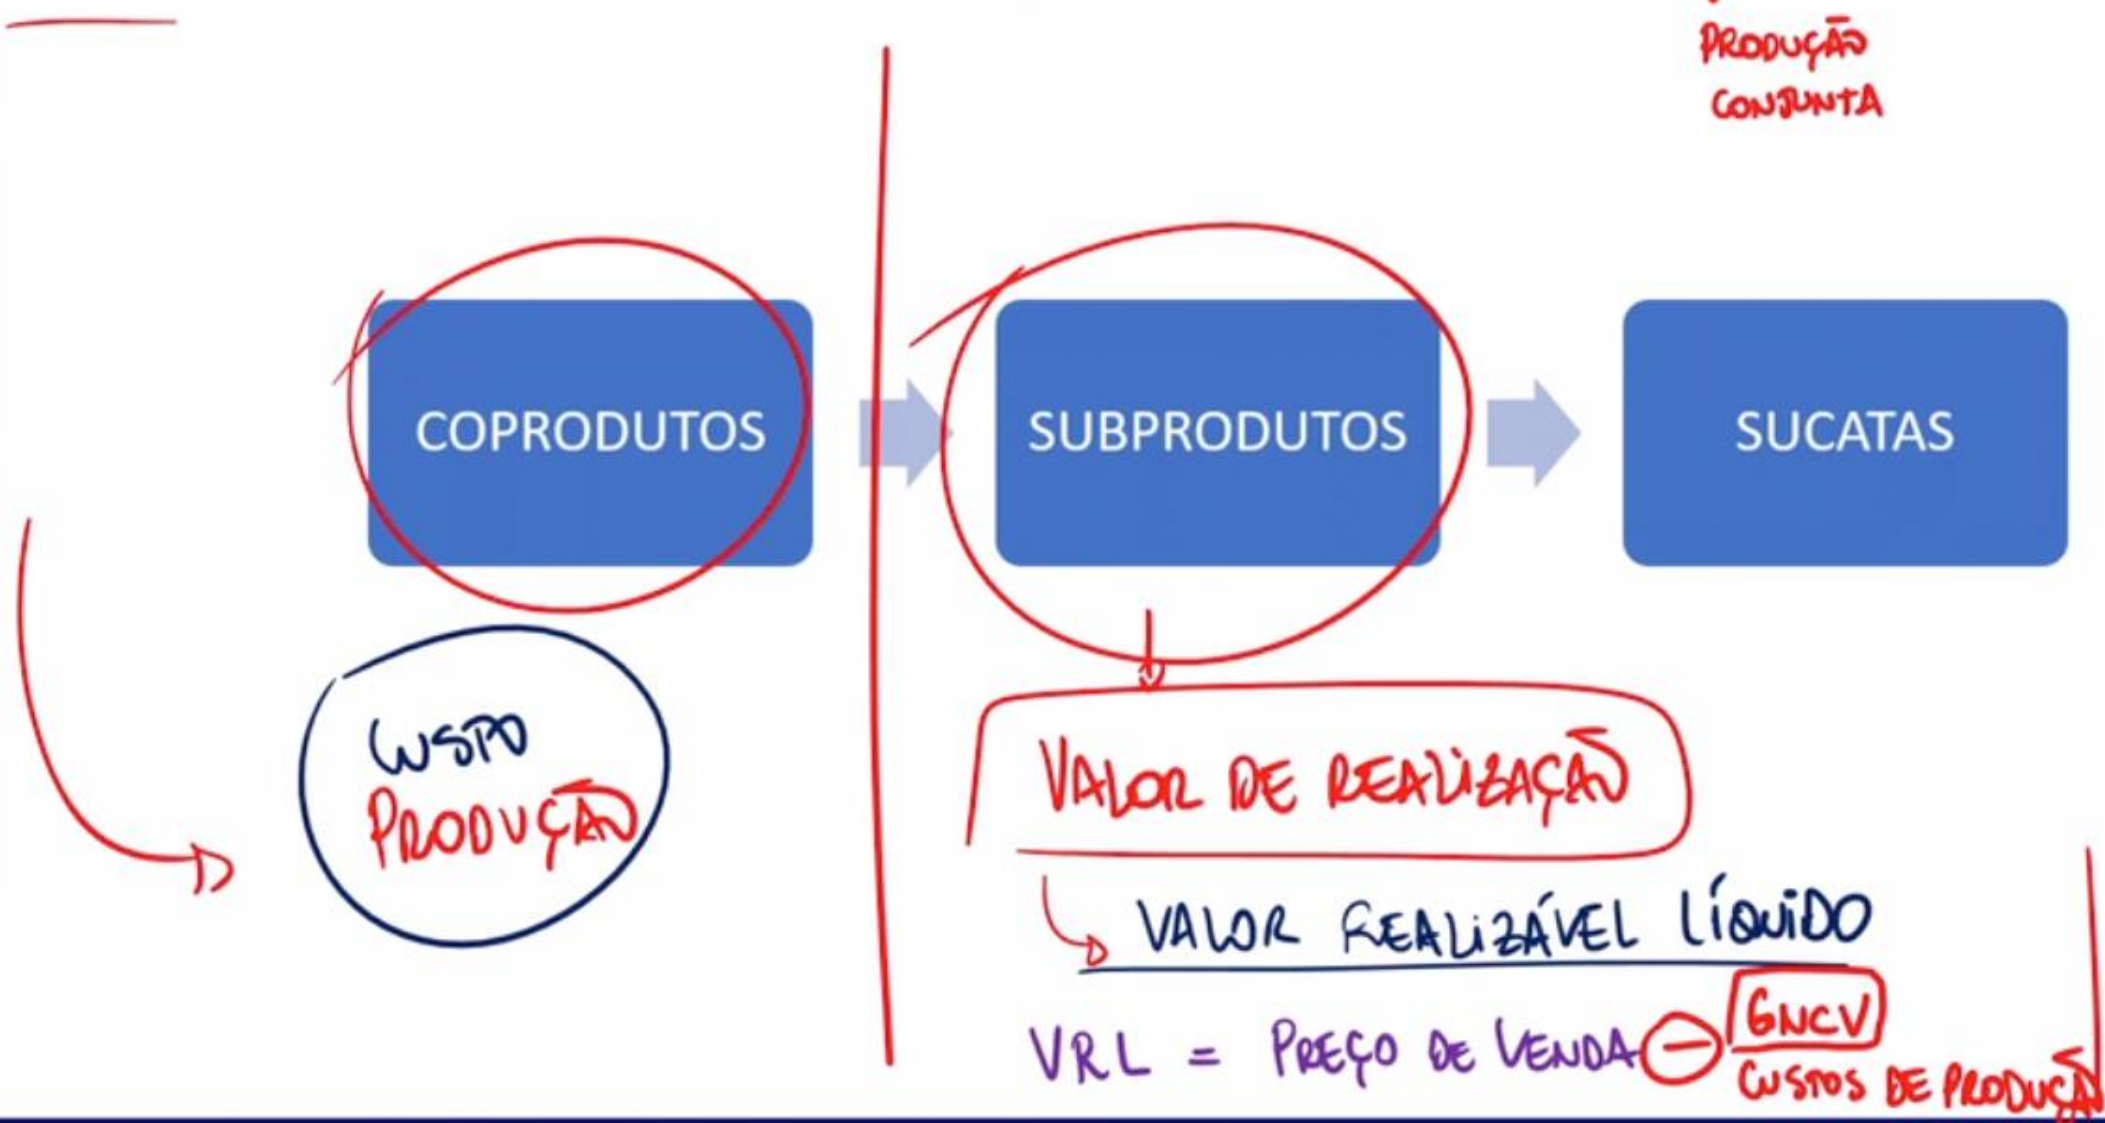 PRODUÇÃO
CONJUNTA
COPRODUTOS
SUBPRODUTOS
SUCATAS
CUSTO
PRODUÇÃO
VALOR DE REALIZAÇÃO
VALOR REALIZÁVEL LÍQUIDO
VRL = PREÇO DE VENDA - GNCV
CUSTOS DE PRODUÇÃO